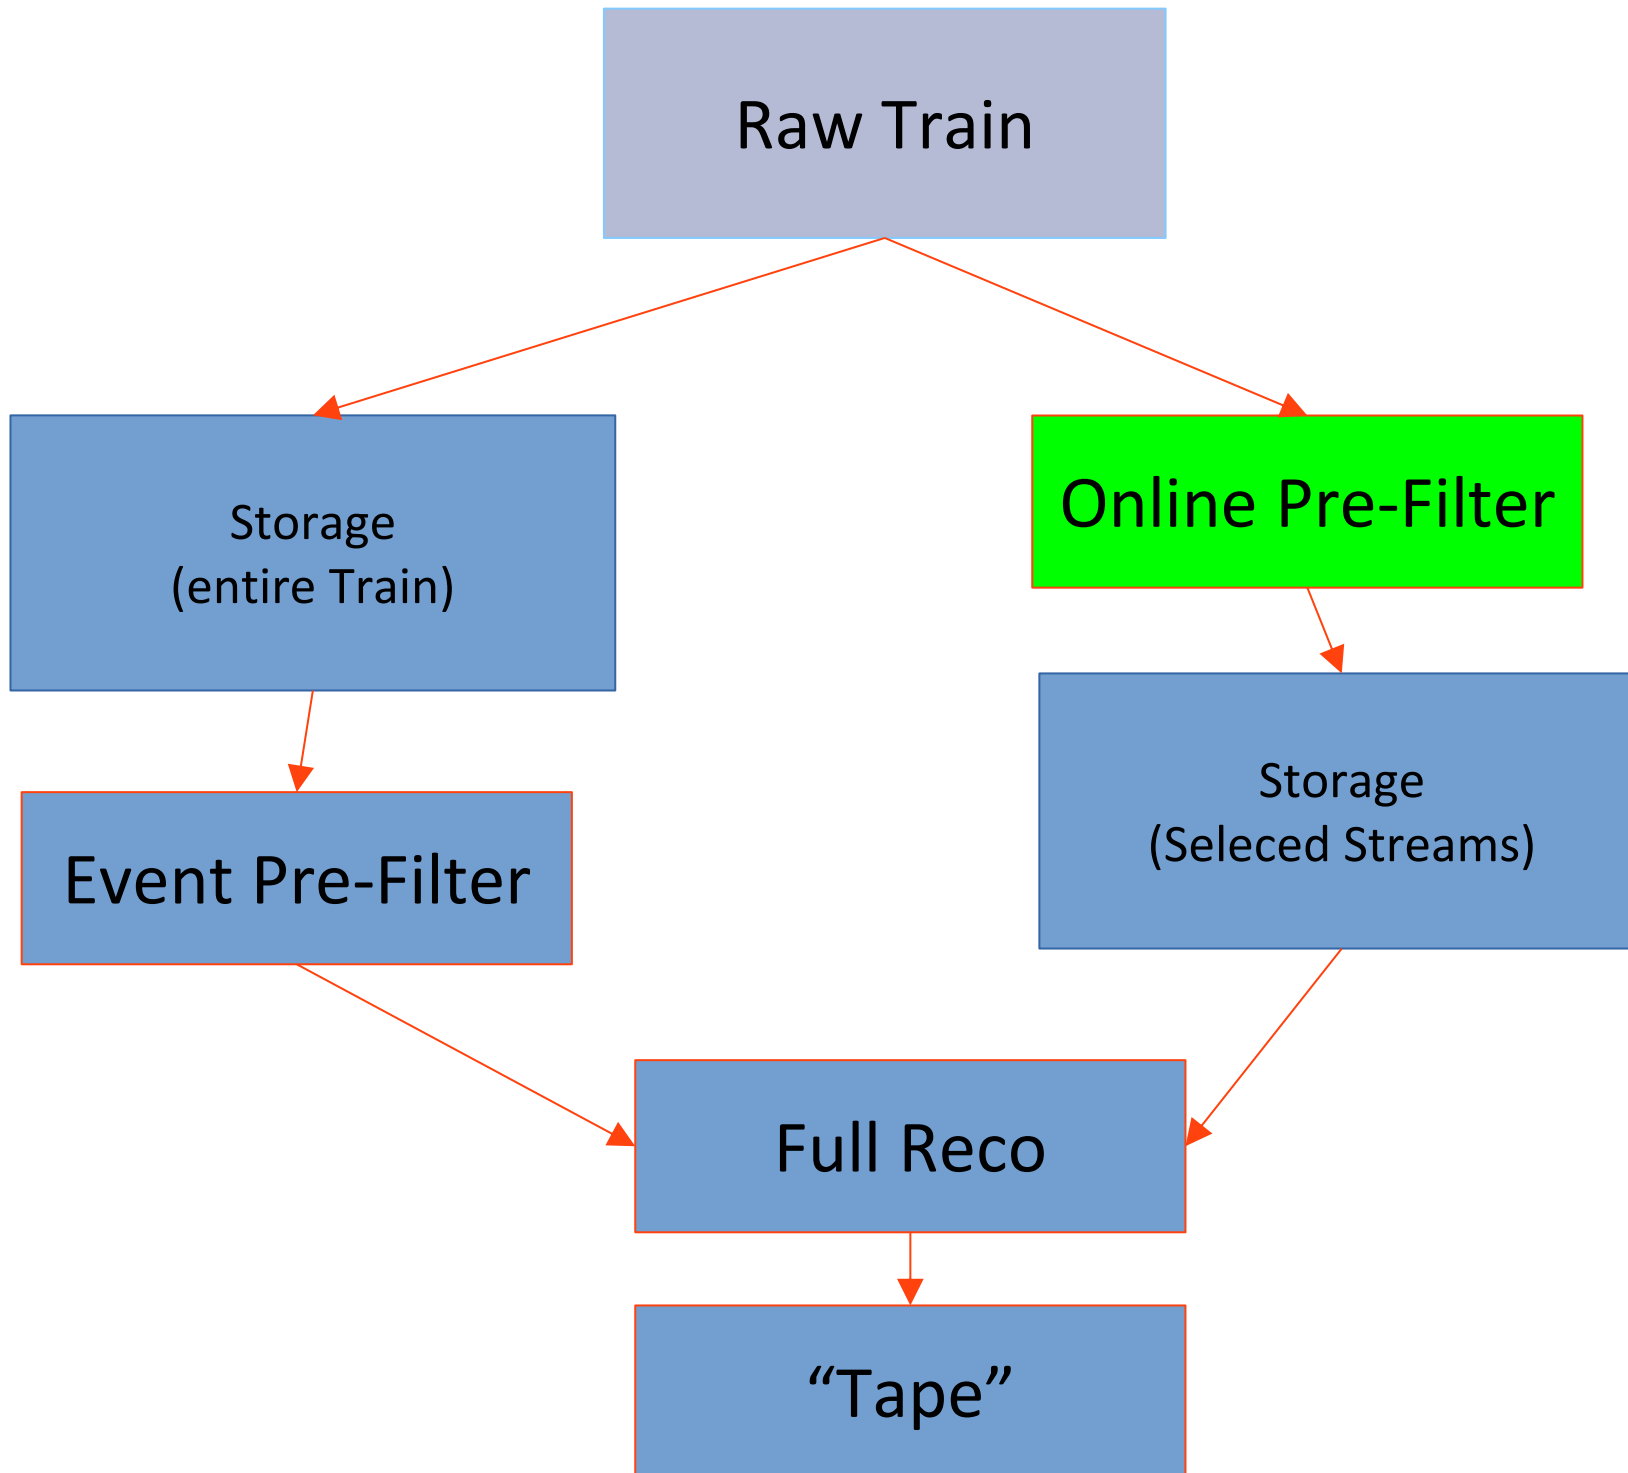 Raw Train
Storage
(entire Train)
Online Pre-Filter
Storage
(Seleced Streams)
Event Pre-Filter
Full Reco
“Tape”